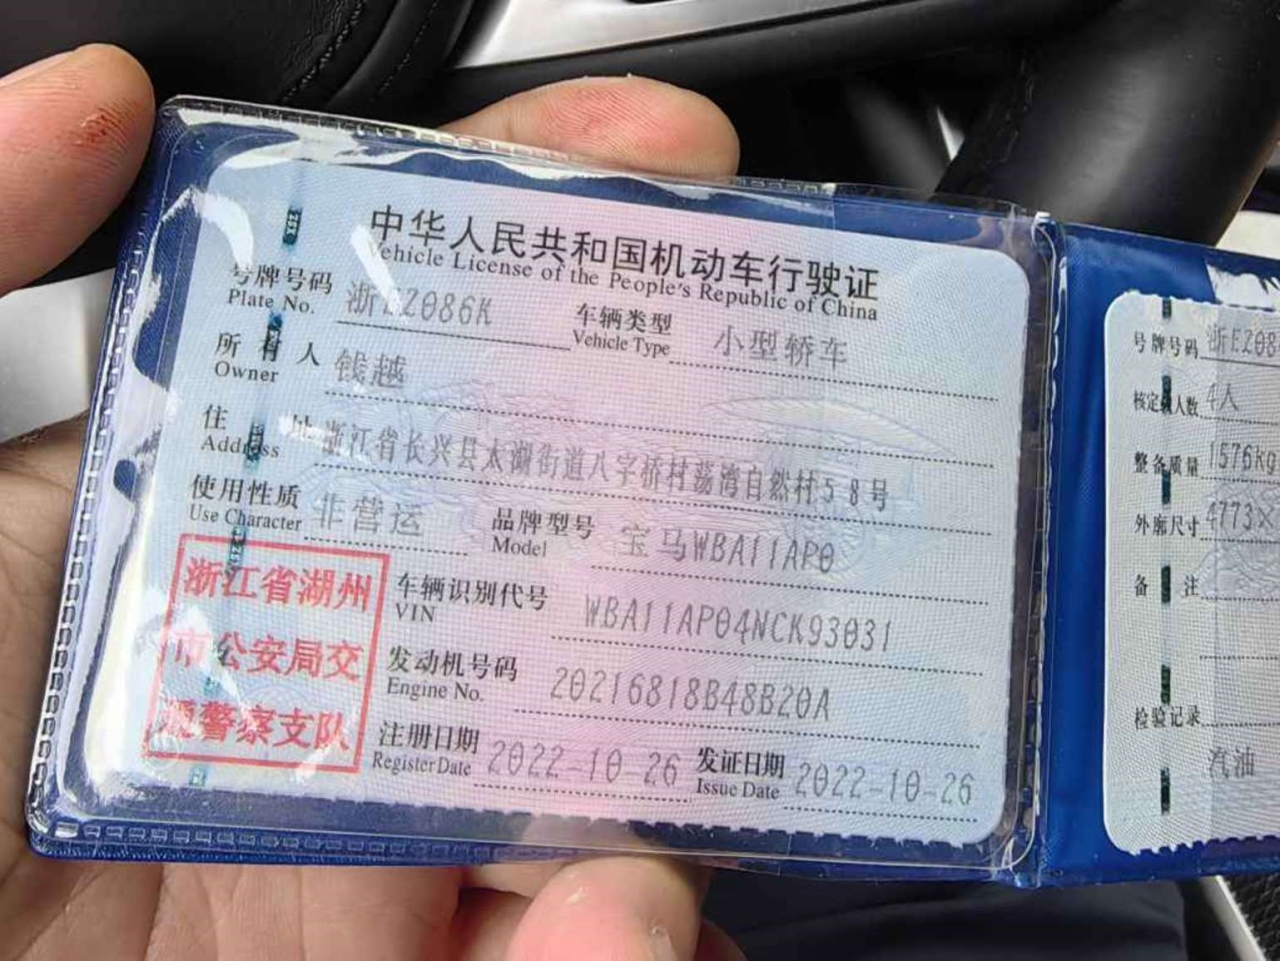 中华人民共和国机动车行驶证
Vehicle License of the People's Republic of China
号牌号码 浙EZ086K 车辆类型 小型轿车
Plate No. Vehicle Type
所有人 钱越
Owner
住址 浙江省长兴县太湖街道八字桥村荡湾自然村58号
Address
使用性质 非营运 品牌型号 宝马WBA11AP0
Use Character Model
浙江省湖州
市公安局交
通警察支队
车辆识别代号 WBA11AP04NCK93031
VIN
发动机号码 20216818B48B20A
Engine No.
注册日期 2022-10-26 发证日期 2022-10-26
Register Date Issue Date
号牌号码 浙EZ08
核定载人数 4人
整备质量 1576kg
外廓尺寸 4773×
备注
检验记录
汽油